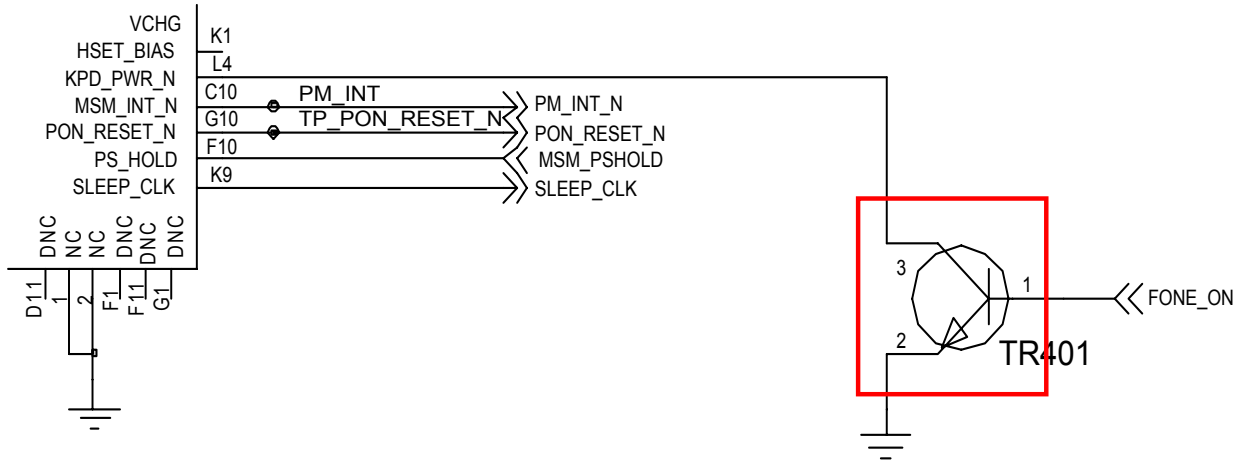 VCHG
HSET_BIAS K1
KPD_PWR_N L4
MSM_INT_N C10 PM_INT PM_INT_N
PON_RESET_N G10 TP_PON_RESET_N PON_RESET_N
PS_HOLD F10 MSM_PSHOLD
SLEEP_CLK K9 SLEEP_CLK
DNC NC NC DNC DNC DNC
D11 1 2 F1 F11 G1
3
1 FONE_ON
2
TR401